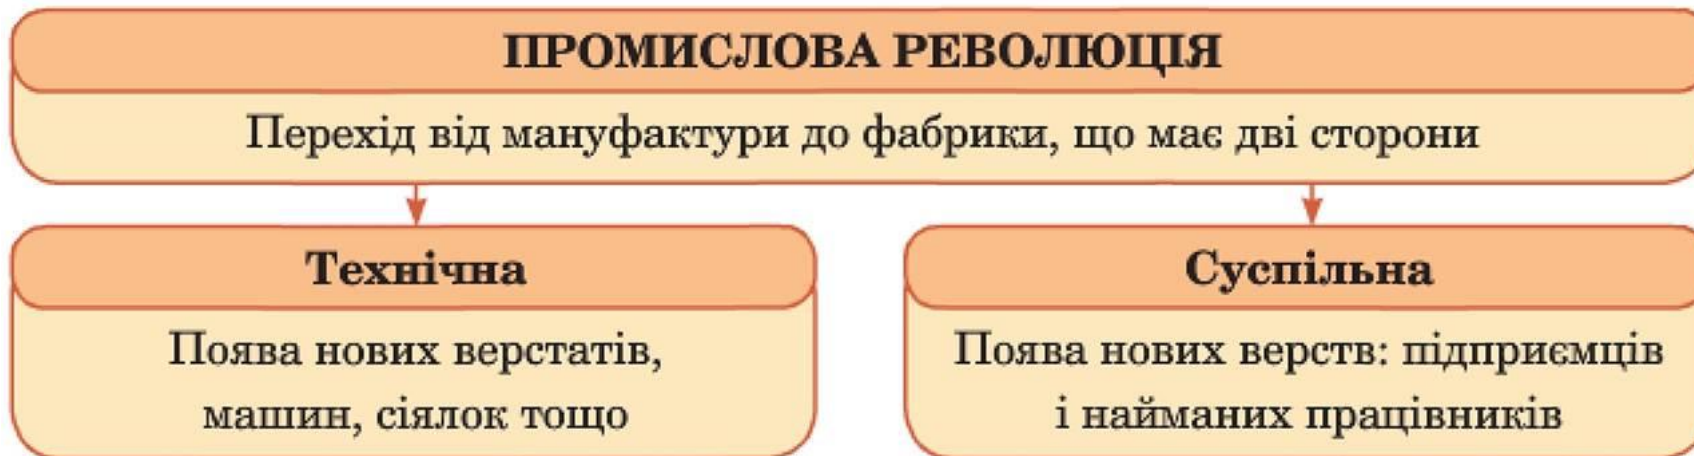 ПРОМИСЛОВА РЕВОЛЮЦІЯ
Перехід від мануфактури до фабрики, що має дві сторони
Технічна
Поява нових верстатів,
машин, сіялок тощо
Суспільна
Поява нових верств: підприємців
і найманих працівників